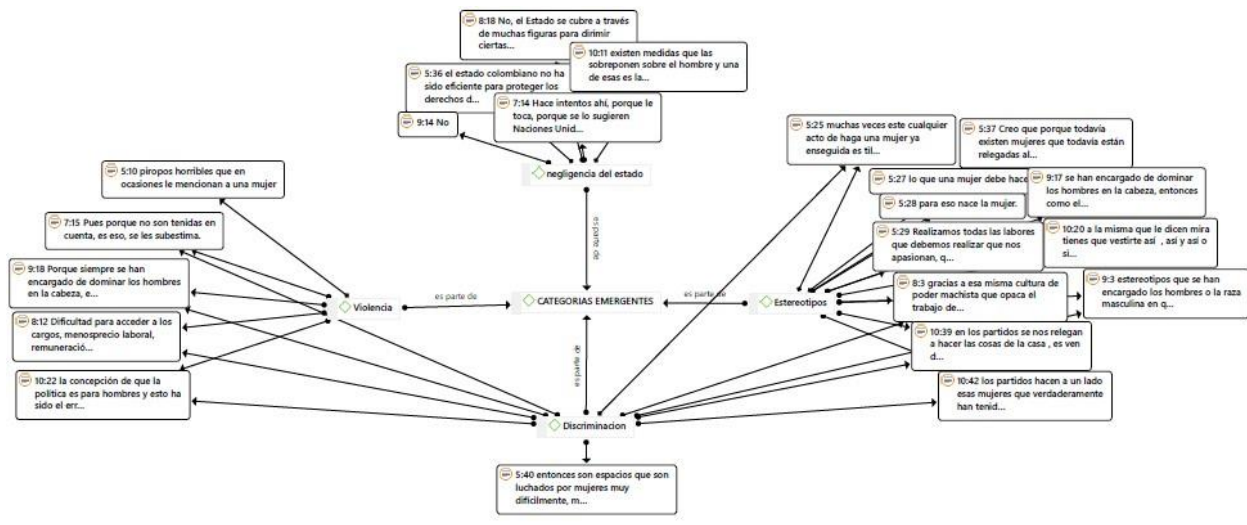 8:18 No, el Estado se cubre a través
de muchas figuras para dirimir
ciertas...
10:11 existen medidas que las
sobreponen sobre el hombre y una
de esas es la...
5:36 el estado colombiano no ha
sido eficiente para proteger los
derechos d...
7:14 Hace intentos ahí, porque le
toca, porque se lo sugieren
Naciones Unid...
9:14 No
negligencia del estado
5:25 muchas veces este cualquier
acto de haga una mujer ya
enseguida es til...
5:37 Creo que porque todavía
existen mujeres que todavía están
relegadas al...
5:27 lo que una mujer debe hace
9:17 se han encargado de dominar
los hombres en la cabeza, entonces
como el...
5:28 para eso nace la mujer.
5:29 Realizamos todas las labores
que debemos realizar que nos
apasionan, q...
10:20 a la misma que le dicen mira
tienes que vestirte así , así y así o
si...
8:3 gracias a esa misma cultura de
poder machista que opaca el
trabajo de...
9:3 estereotipos que se han
encargado los hombres o la raza
masculina en q...
10:39 en los partidos se nos relegan
a hacer las cosas de la casa , es ven
d...
10:42 los partidos hacen a un lado
esas mujeres que verdaderamente
han tenid...
5:10 piropos horribles que en
ocasiones le mencionan a una mujer
7:15 Pues porque no son tenidas en
cuenta, es eso, se les subestima.
9:18 Porque siempre se han
encargado de dominar los hombres
en la cabeza, e...
8:12 Dificultad para acceder a los
cargos, menosprecio laboral,
remuneració...
10:22 la concepción de que la
política es para hombres y esto ha
sido el err...
Violencia
es parte de
es parte de
CATEGORIAS EMERGENTES
es parte de
Estereotipos
es parte de
Discriminacion
5:40 entonces son espacios que son
luchados por mujeres muy
dificilmente, m...